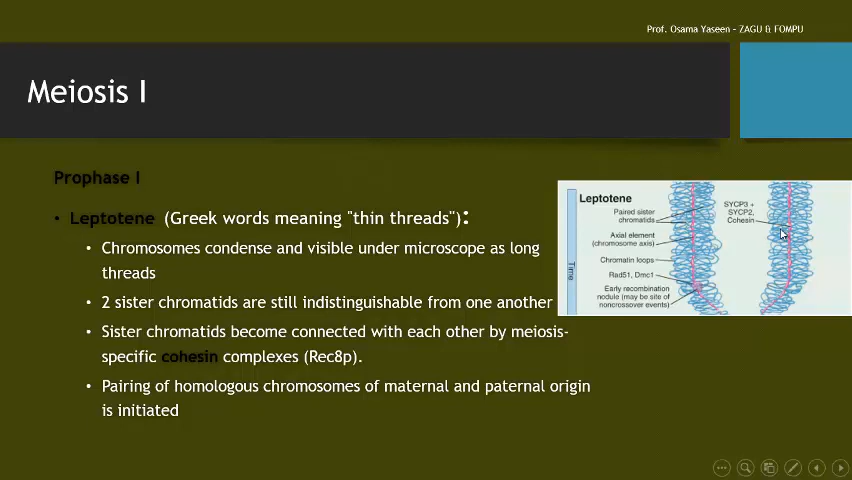 Prof. Osama Yaseen – ZAGU & FOMPU
Meiosis I
Prophase I
• Leptotene (Greek words meaning "thin threads"):
• Chromosomes condense and visible under microscope as long
threads
• 2 sister chromatids are still indistinguishable from one another
• Sister chromatids become connected with each other by meiosis-
specific cohesin complexes (Rec8p).
• Pairing of homologous chromosomes of maternal and paternal origin
is initiated
Leptotene
Paired sister
chromatids
Axial element
(chromosome axis)
Chromatin loops
Rad51, Dmc1
Early recombination
nodule (may be site of
noncrossover events)
SYCP3 +
SYCP2,
Cohesin
Time